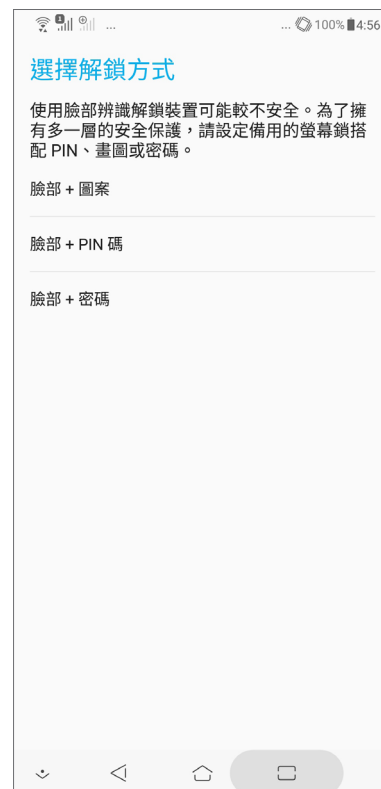 ... ... 100% 4:56
選擇解鎖方式
使用臉部辨識解鎖裝置可能較不安全。為了擁
有多一層的安全保護，請設定備用的螢幕鎖搭
配 PIN、畫圖或密碼。
臉部 + 圖案
臉部 + PIN 碼
臉部 + 密碼